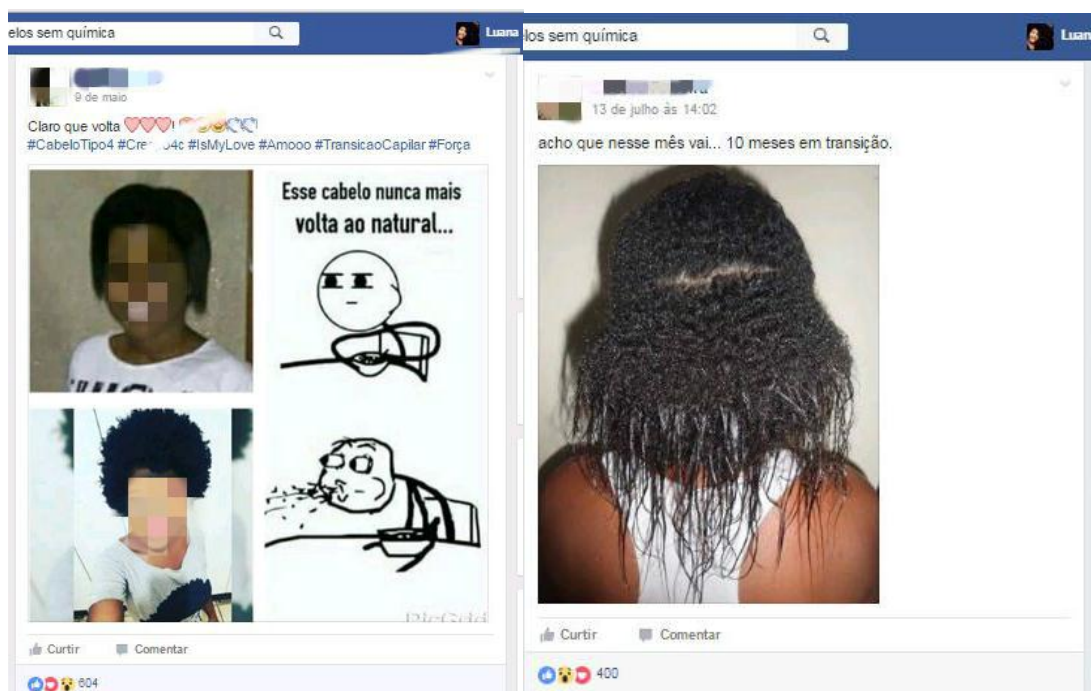 elos sem química
Luana
9 de maio
Claro que volta
#CabeloTipo4 #IsMyLove #Amooo #TransicaoCapilar #Força
Esse cabelo nunca mais
volta ao natural...
PicGrid
Curtir Comentar
604
los sem química
Luan
13 de julho às 14:02
acho que nesse mês vai... 10 meses em transição.
Curtir Comentar
400